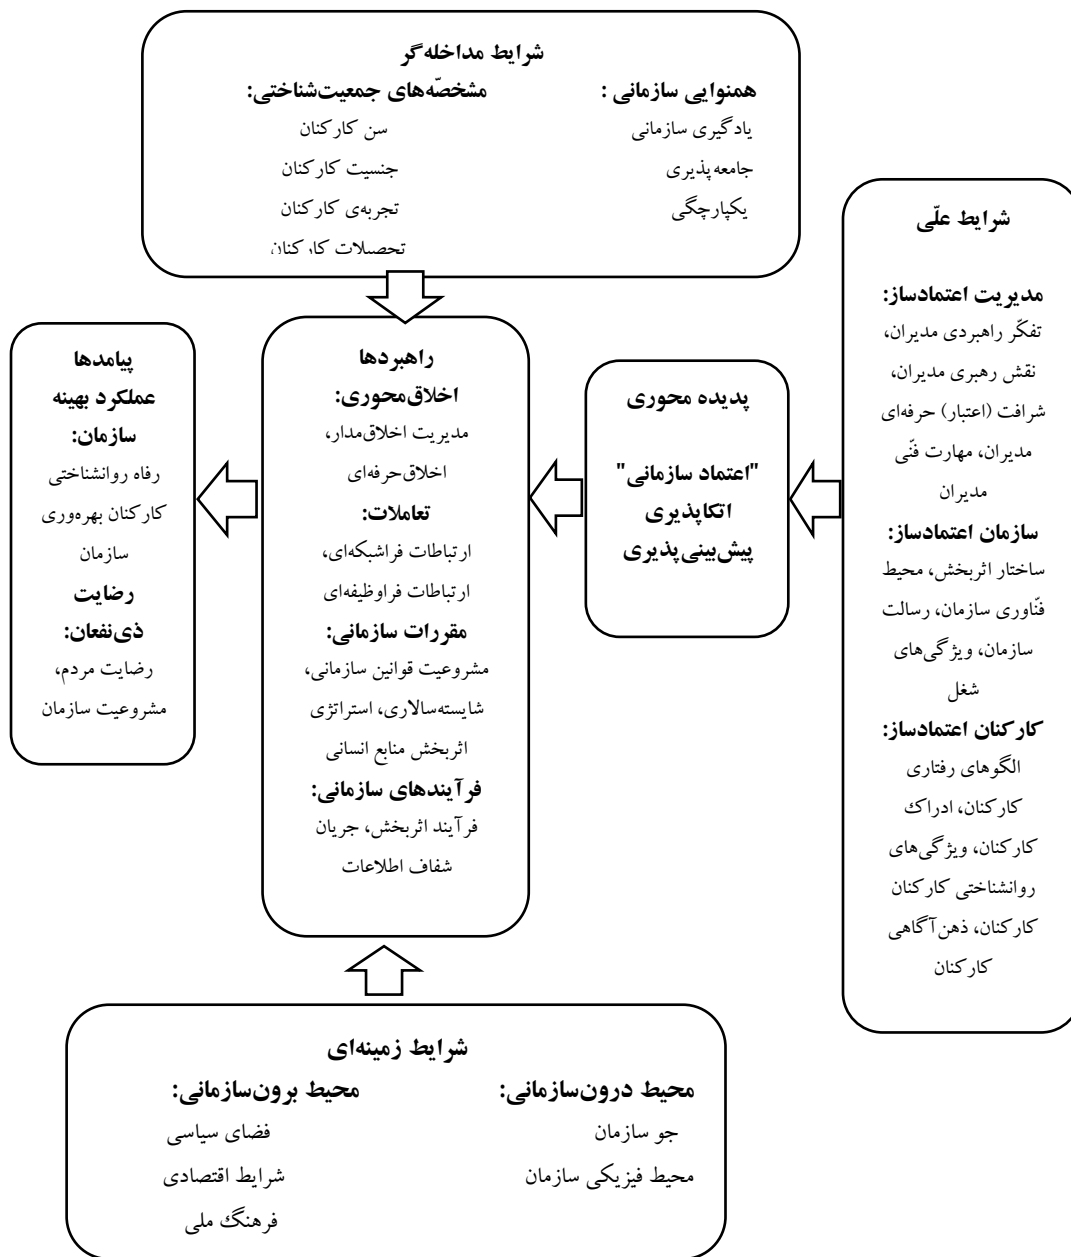 شرایط مداخله‌گر
همنوایی سازمانی :
یادگیری سازمانی
جامعه‌پذیری
یکپارچگی
مشخصّه‌های جمعیت‌شناختی:
سن کارکنان
جنسیت کارکنان
تجربه‌ی کارکنان
تحصیلات کارکنان
شرایط علّی
مدیریت اعتمادساز:
تفکّر راهبردی مدیران،
نقش رهبری مدیران،
شرافت (اعتبار) حرفه‌ای
مدیران، مهارت فنّی
مدیران
سازمان اعتمادساز:
ساختار اثربخش، محیط
فنّاوری سازمان، رسالت
سازمان، ویژگی‌های
شغل
کارکنان اعتمادساز:
الگوهای رفتاری
کارکنان، ادراک
کارکنان، ویژگی‌های
روانشناختی کارکنان
کارکنان، ذهن‌آگاهی
کارکنان
پدیده محوری
"اعتماد سازمانی"
اتکاپذیری
پیش‌بینی‌پذیری
راهبردها
اخلاق‌محوری:
مدیریت اخلاق‌مدار،
اخلاق‌حرفه‌ای
تعاملات:
ارتباطات فراشبکه‌ای،
ارتباطات فراوظیفه‌ای
مقررات سازمانی:
مشروعیت قوانین سازمانی،
شایسته‌سالاری، استراتژی
اثربخش منابع انسانی
فرآیندهای سازمانی:
فرآیند اثربخش، جریان
شفاف اطلاعات
پیامدها
عملکرد بهینه
سازمان:
رفاه روانشناختی
کارکنان بهره‌وری
سازمان
رضایت
ذی‌نفعان:
رضایت مردم،
مشروعیت سازمان
شرایط زمینه‌ای
محیط درون‌سازمانی:
جو سازمان
محیط فیزیکی سازمان
محیط برون‌سازمانی:
فضای سیاسی
شرایط اقتصادی
فرهنگ ملی